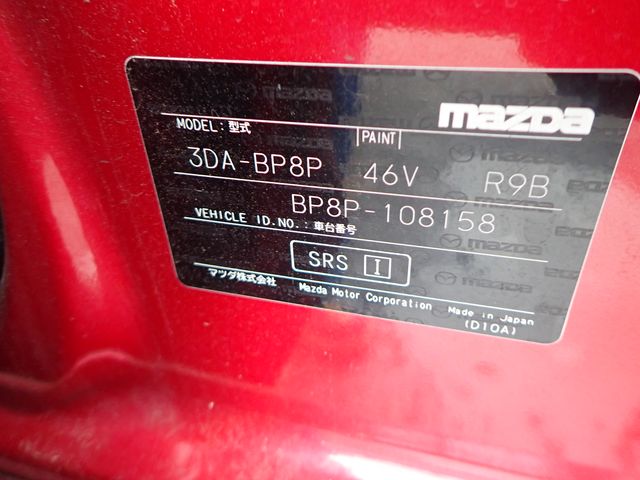 mazda
MODEL: 型式 PAINT
3DA-BP8P 46V R9B
BP8P-108158
VEHICLE ID.NO.: 車台番号
SRS I
マツダ株式会社 Mazda Motor Corporation Made in Japan
(D10A)